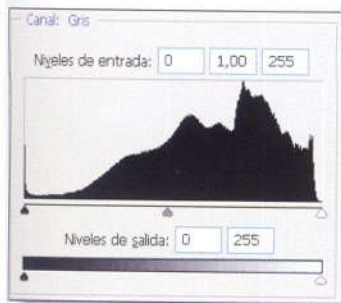 Canal: Gris
Niveles de entrada: 0 1,00 255
Niveles de salida: 0 255